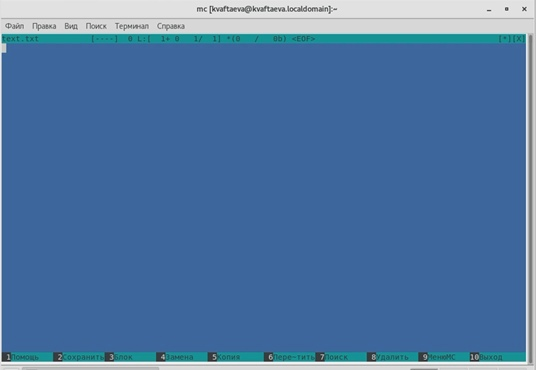 mc [kvaftaeva@kvaftaeva.localdomain]:~
Файл Правка Вид Поиск Терминал Справка
text.txt [----] 0 L:[ 1+ 0 1/ 1] *(0 / 0b) <EOF> [*][X]
1Помощь 2Сохранить 3Блок 4Замена 5Копия 6Пере~тить 7Поиск 8Удалить 9МенюMC 10Выход